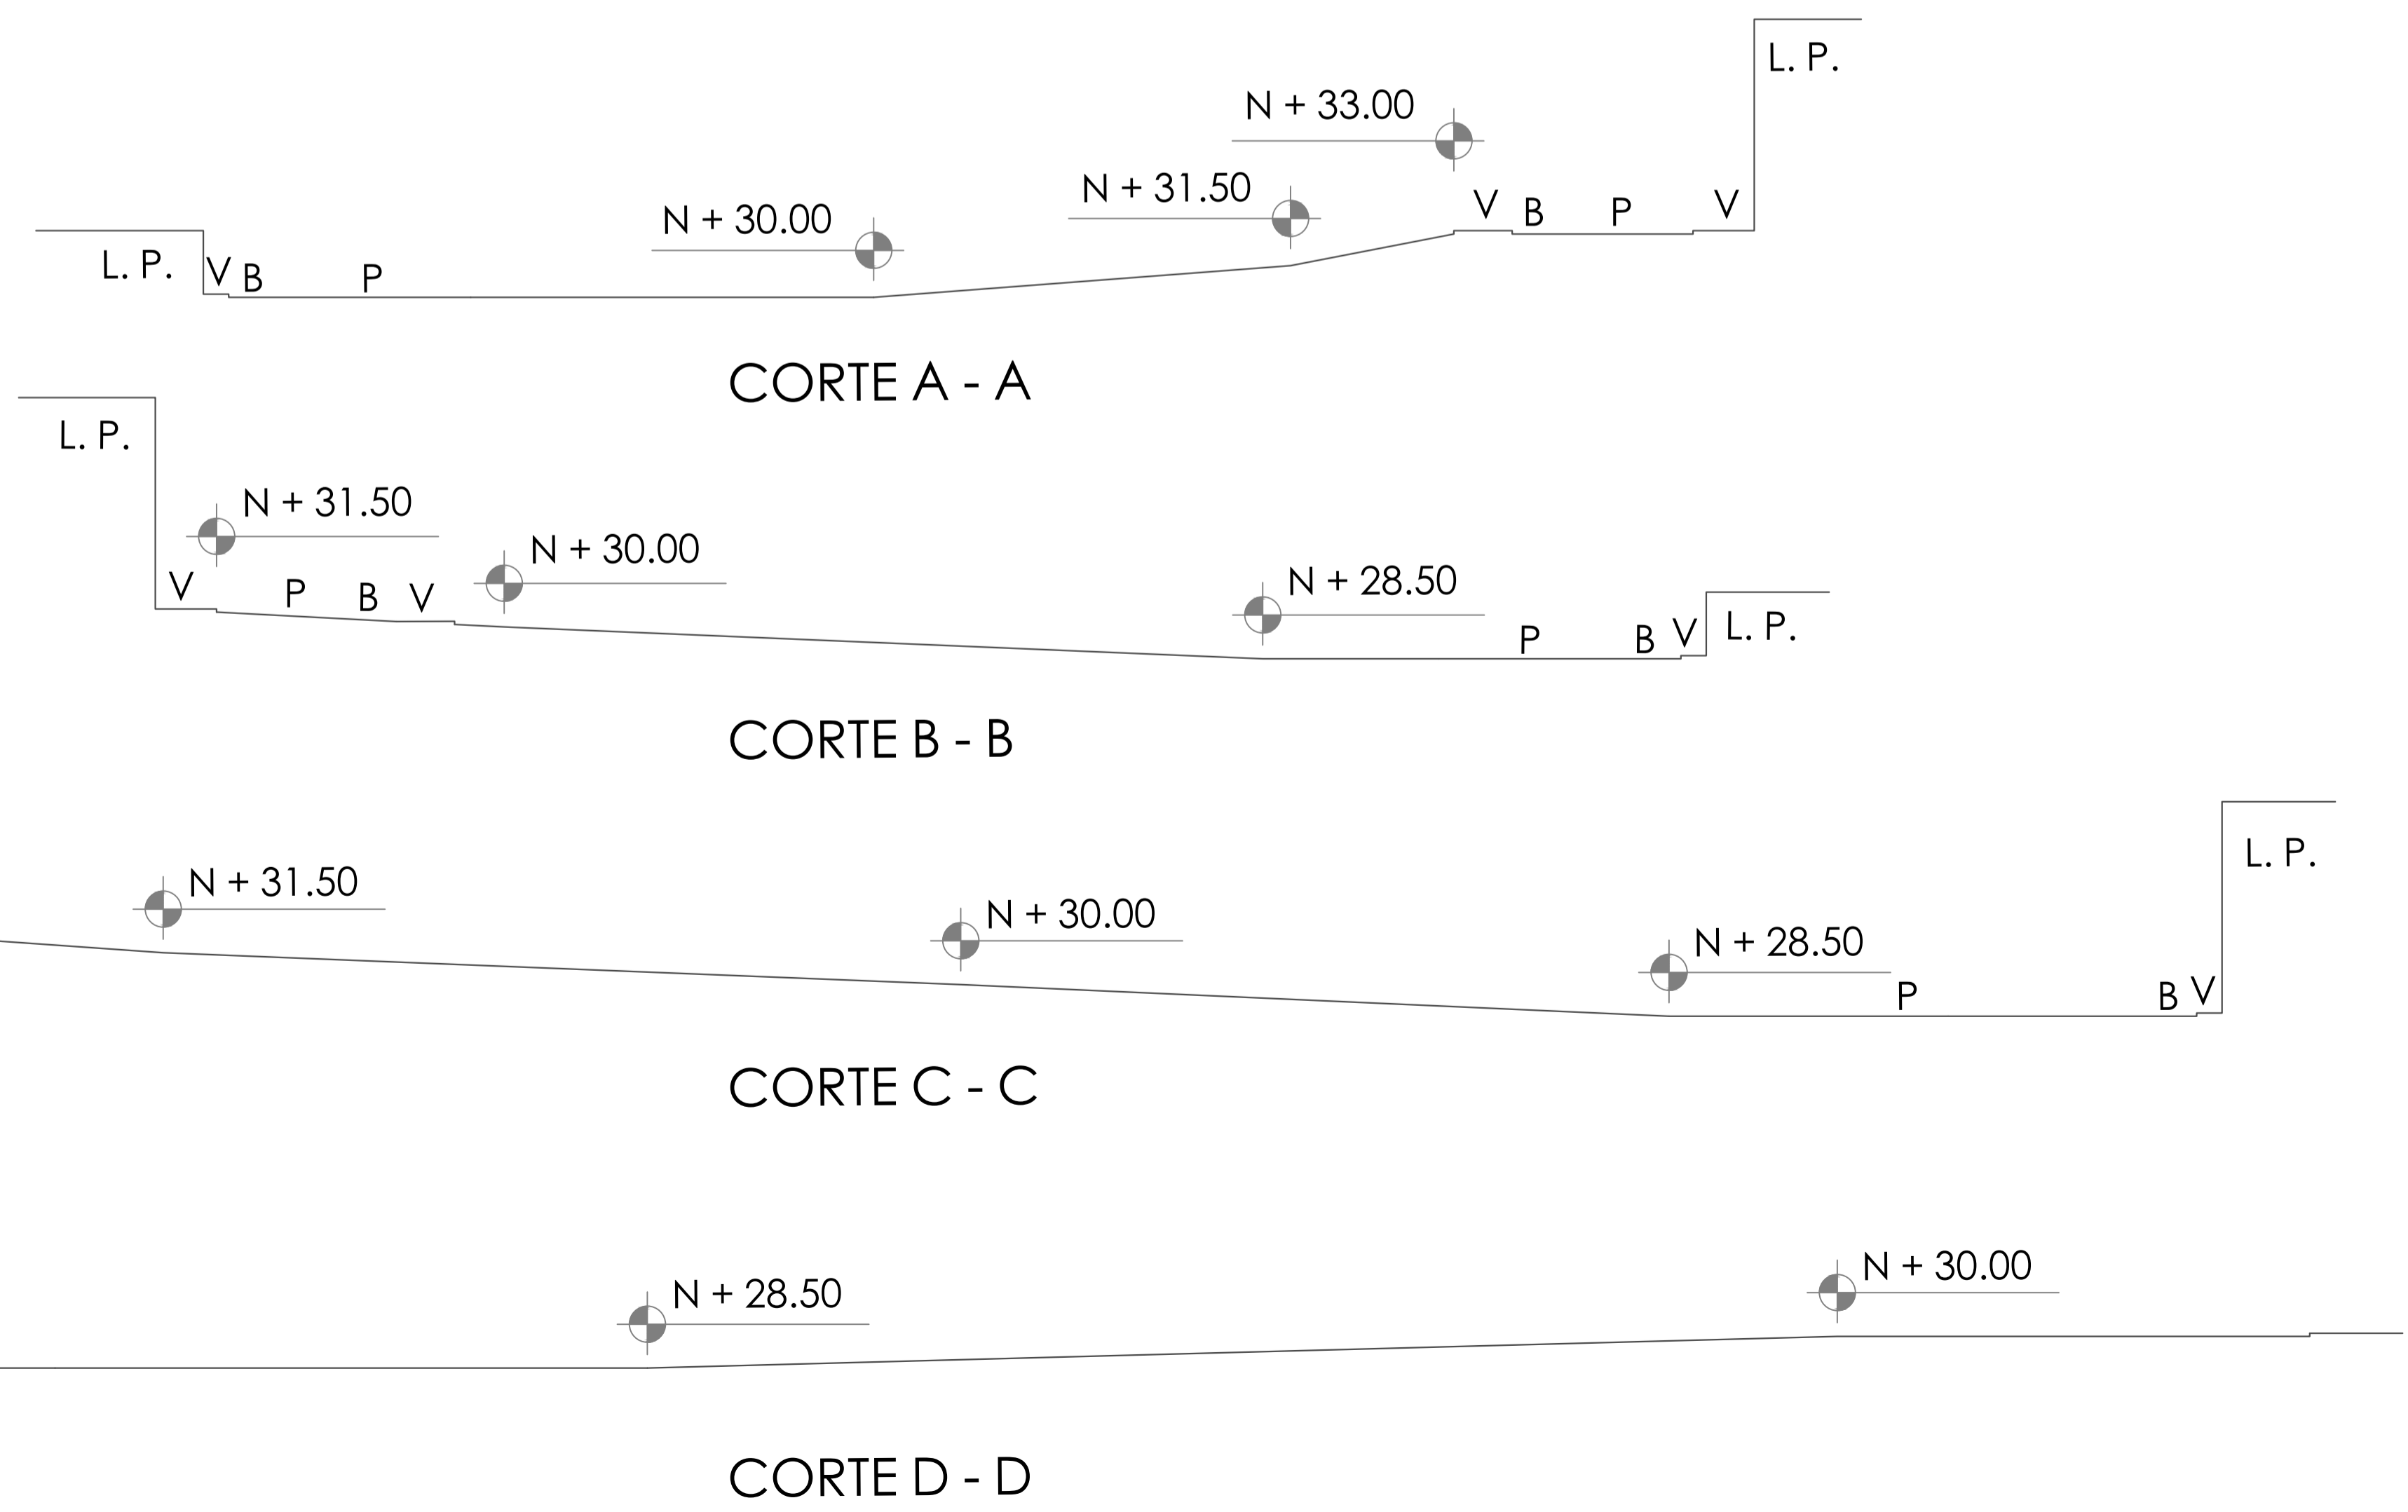 L. P.
N + 33.00
N + 31.50
V B P V
N + 30.00
L. P. V B P
CORTE A - A
L. P.
N + 31.50
N + 30.00
N + 28.50
V P B V
P B V L. P.
CORTE B - B
L. P.
N + 31.50
N + 30.00
N + 28.50
P B V
CORTE C - C
N + 30.00
N + 28.50
CORTE D - D